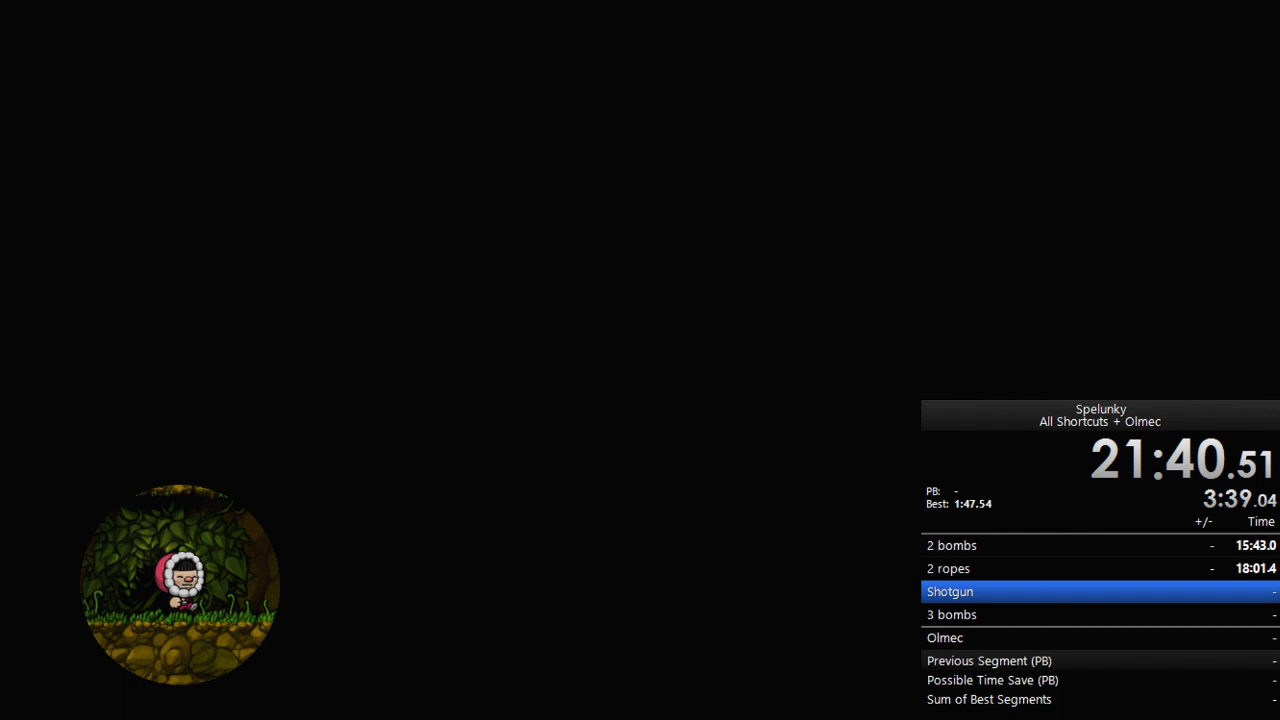 Spelunky
All Shortcuts + Olmec
21:40.51
PB: -
3:39.04
Best: 1:47.54
+/- Time
2 bombs - 15:43.0
2 ropes - 18:01.4
Shotgun -
3 bombs -
Olmec -
Previous Segment (PB) -
Possible Time Save (PB) -
Sum of Best Segments -